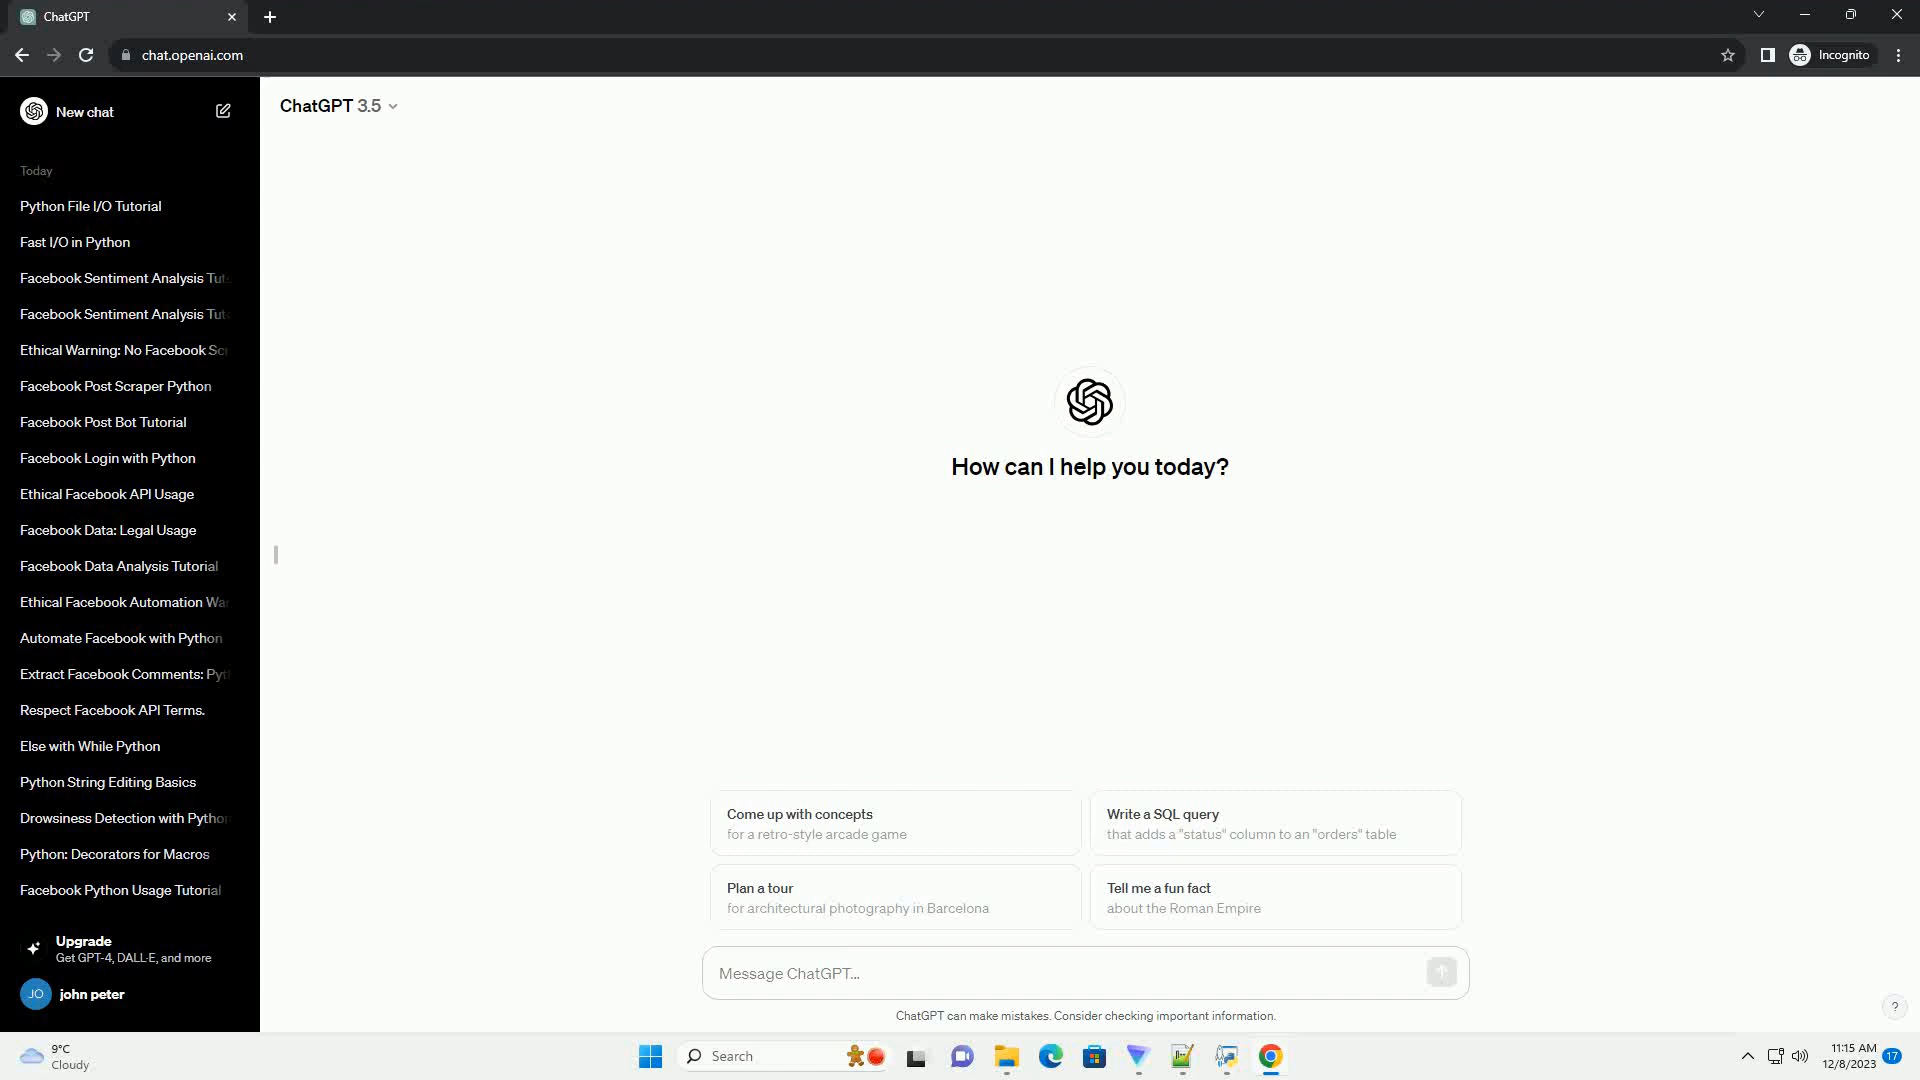 ChatGPT
chat.openai.com
Incognito
New chat
ChatGPT 3.5
Today
Python File I/O Tutorial
Fast I/O in Python
Facebook Sentiment Analysis Tut
Facebook Sentiment Analysis Tut
Ethical Warning: No Facebook Scr
Facebook Post Scraper Python
Facebook Post Bot Tutorial
Facebook Login with Python
Ethical Facebook API Usage
Facebook Data: Legal Usage
Facebook Data Analysis Tutorial
Ethical Facebook Automation War
Automate Facebook with Python
Extract Facebook Comments: Pyt
Respect Facebook API Terms.
Else with While Python
Python String Editing Basics
Drowsiness Detection with Python
Python: Decorators for Macros
Facebook Python Usage Tutorial
Upgrade
Get GPT-4, DALL·E, and more
JO john peter
How can I help you today?
Come up with concepts
for a retro-style arcade game
Write a SQL query
that adds a "status" column to an "orders" table
Plan a tour
for architectural photography in Barcelona
Tell me a fun fact
about the Roman Empire
Message ChatGPT...
ChatGPT can make mistakes. Consider checking important information.
?
9°C
Cloudy
Search
11:15 AM
12/8/2023
17